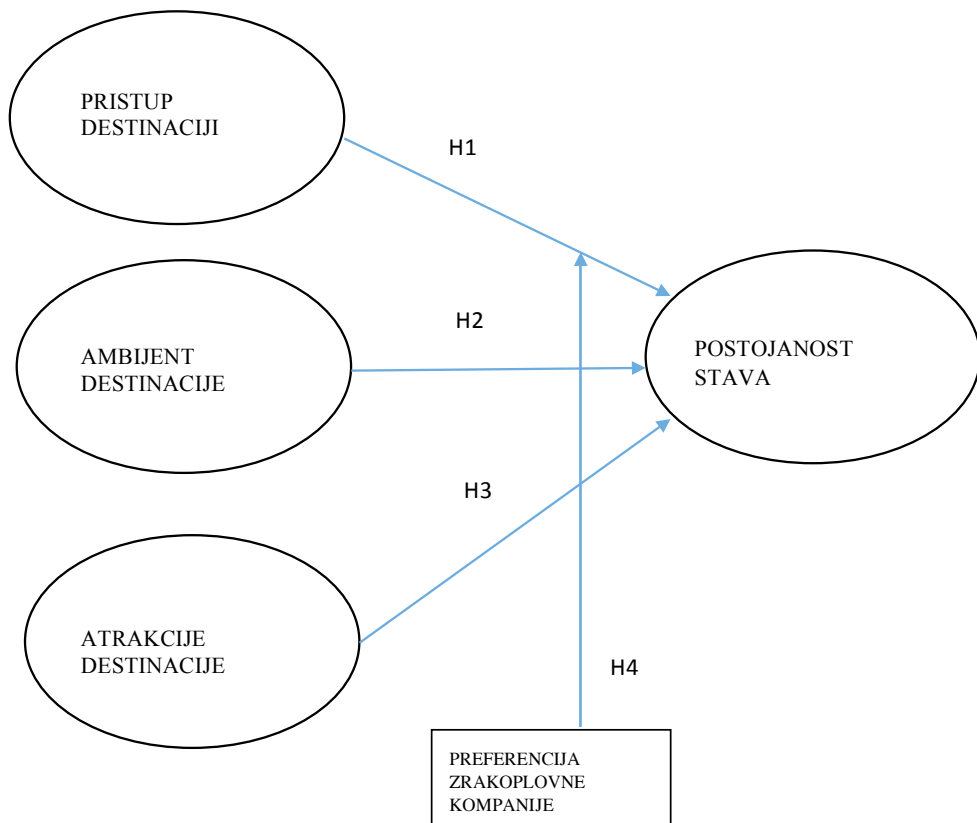 PRISTUP
DESTINACIJI
H1
AMBIJENT
DESTINACIJE
H2
POSTOJANOST
STAVA
H3
ATRAKCIJE
DESTINACIJE
H4
PREFERENCIJA
ZRAKOPLOVNE
KOMPANIJE